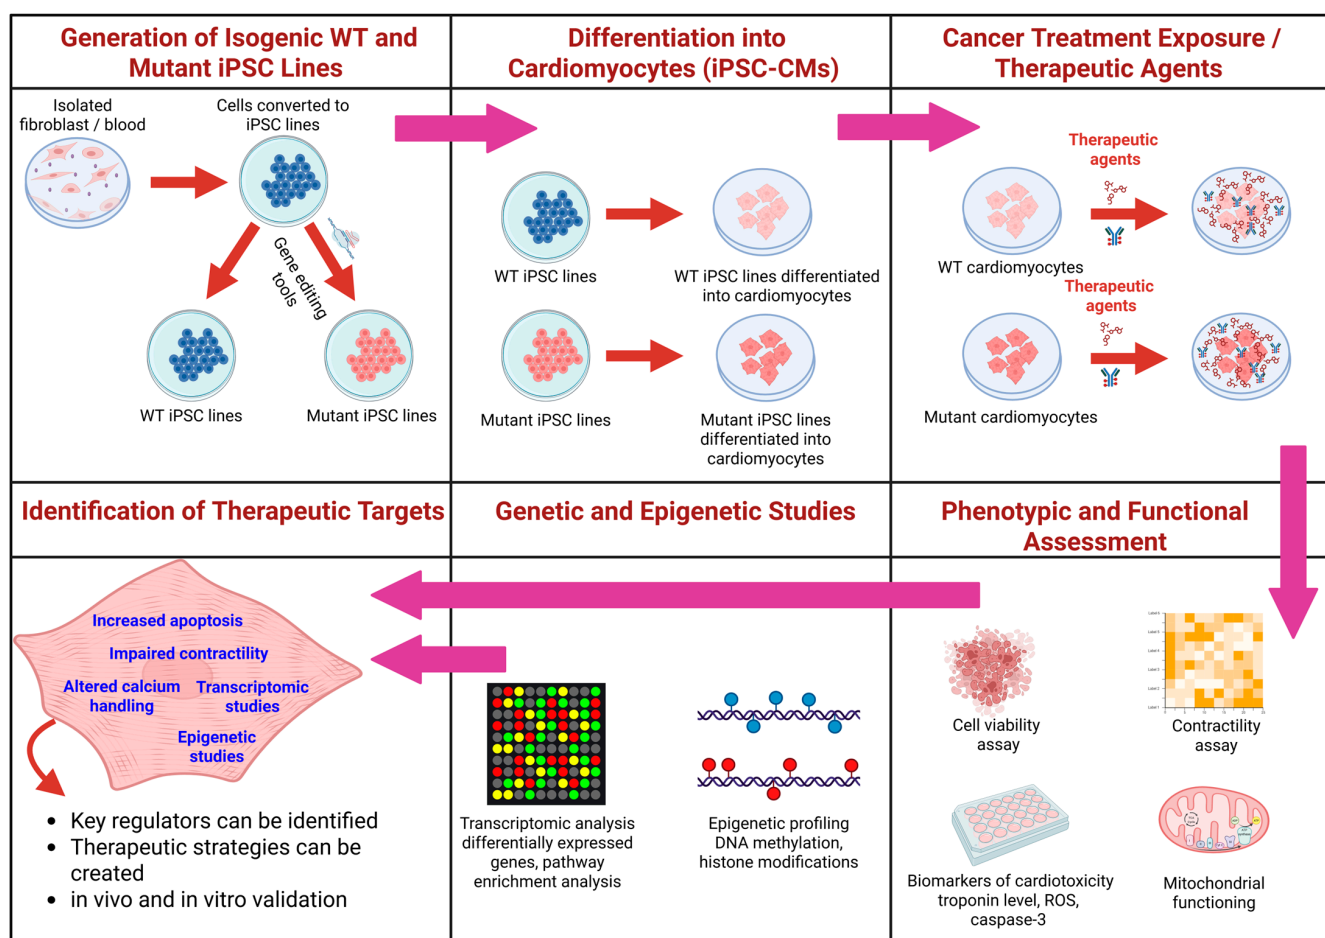 Generation of Isogenic WT and
Mutant iPSC Lines
Isolated
fibroblast / blood
Cells converted to
iPSC lines
Gene editing
tools
WT iPSC lines
Mutant iPSC lines
Differentiation into
Cardiomyocytes (iPSC-CMs)
WT iPSC lines
WT iPSC lines differentiated
into cardiomyocytes
Mutant iPSC lines
Mutant iPSC lines
differentiated into
cardiomyocytes
Cancer Treatment Exposure /
Therapeutic Agents
Therapeutic
agents
WT cardiomyocytes
Therapeutic
agents
Mutant cardiomyocytes
Identification of Therapeutic Targets
Increased apoptosis
Impaired contractility
Altered calcium
handling
Transcriptomic
studies
Epigenetic
studies
• Key regulators can be identified
• Therapeutic strategies can be
created
• in vivo and in vitro validation
Genetic and Epigenetic Studies
Transcriptomic analysis
differentially expressed
genes, pathway
enrichment analysis
Epigenetic profiling
DNA methylation,
histone modifications
Phenotypic and Functional
Assessment
Cell viability
assay
Contractility
assay
Biomarkers of cardiotoxicity
troponin level, ROS,
caspase-3
Mitochondrial
functioning